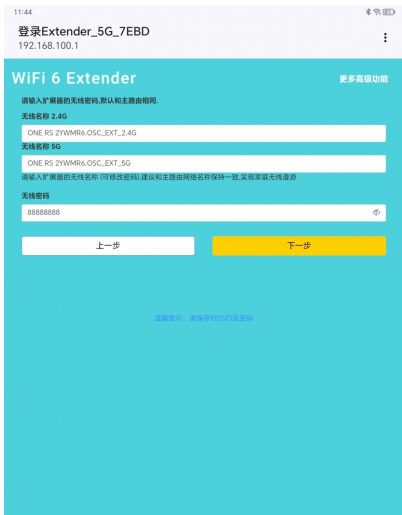 11:44
登录Extender_5G_7EBD
192.168.100.1
WiFi 6 Extender
更多高级功能
请输入扩展器的无线密码,默认和主路由相同.
无线名称 2.4G
ONE RS 2YWMR6.OSC_EXT_2.4G
无线名称 5G
ONE RS 2YWMR6.OSC_EXT_5G
请输入扩展器的无线名称 (可修改密码),建议和主路由网络名称保持一致,实现家庭无线漫游
无线密码
88888888
上一步
下一步
温馨提示：请保存好SSID及密码